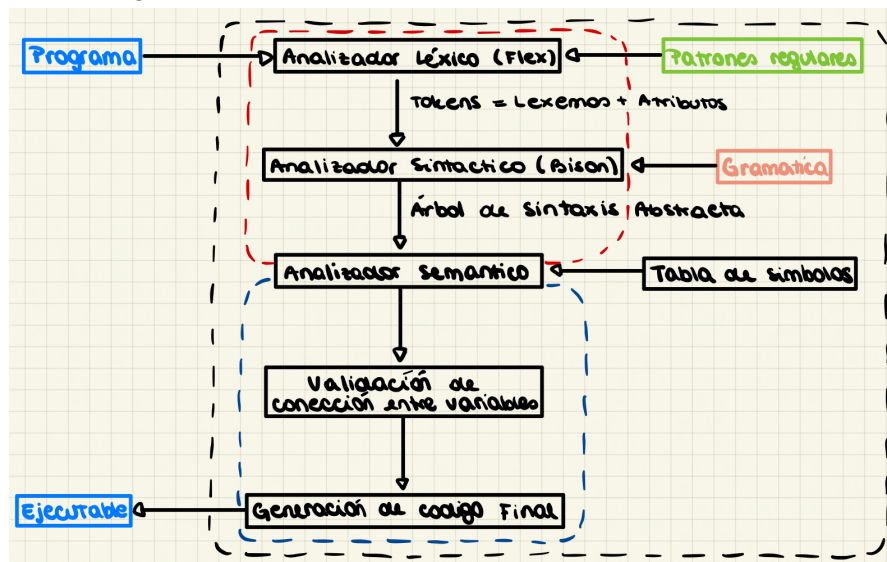 Programa
Analizador Léxico (Flex)
Patrones regulares
Tokens = Lexemos + Atributos
Analizador Sintactico (Bison)
Gramatica
Árbol de Sintaxis Abstracta
Analizador Semantico
Tabla de Simbolos
Validación de
conección entre variables
Generación de codigo Final
Ejecutable